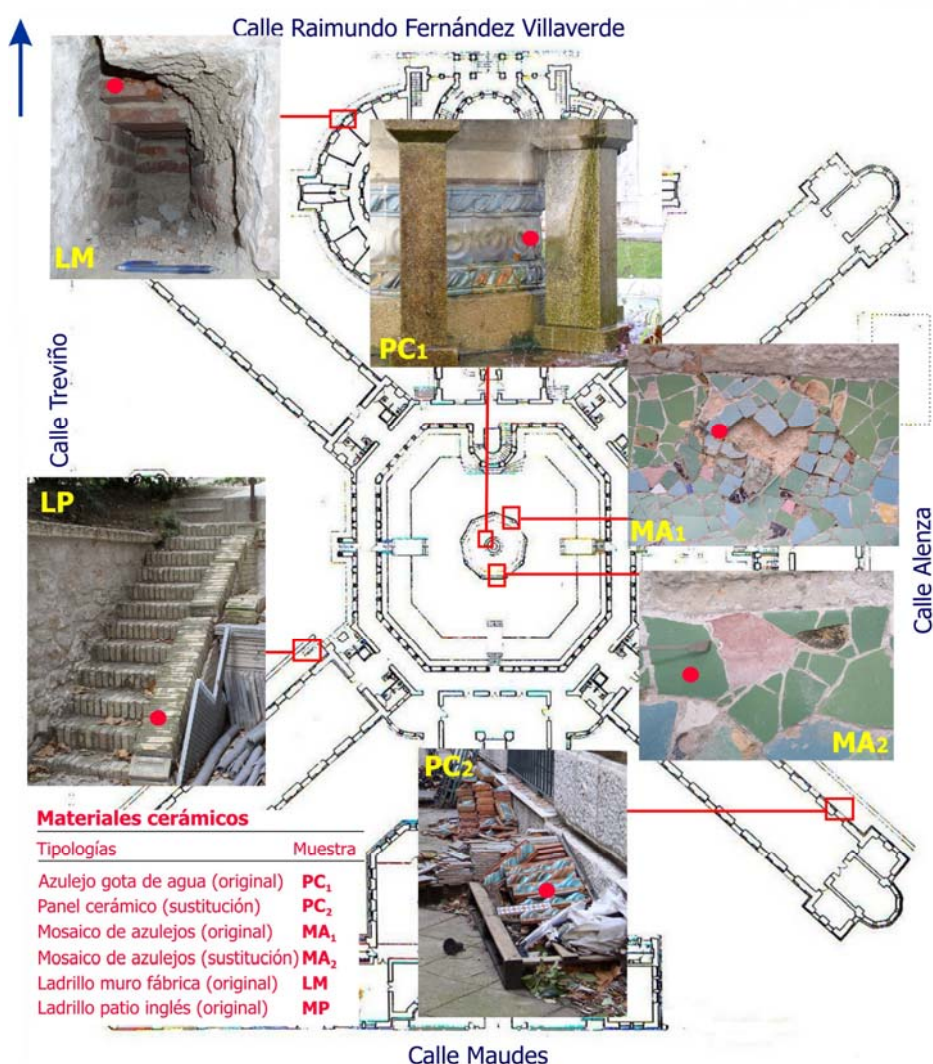 Calle Raimundo Fernández Villaverde
LM
PC1
Calle Treviño
MA1
LP
Calle Alenza
MA2
PC2
Materiales cerámicos
Tipologías Muestra
Azulejo gota de agua (original) PC1
Panel cerámico (sustitución) PC2
Mosaico de azulejos (original) MA1
Mosaico de azulejos (sustitución) MA2
Ladrillo muro fábrica (original) LM
Ladrillo patio inglés (original) MP
Calle Maudes